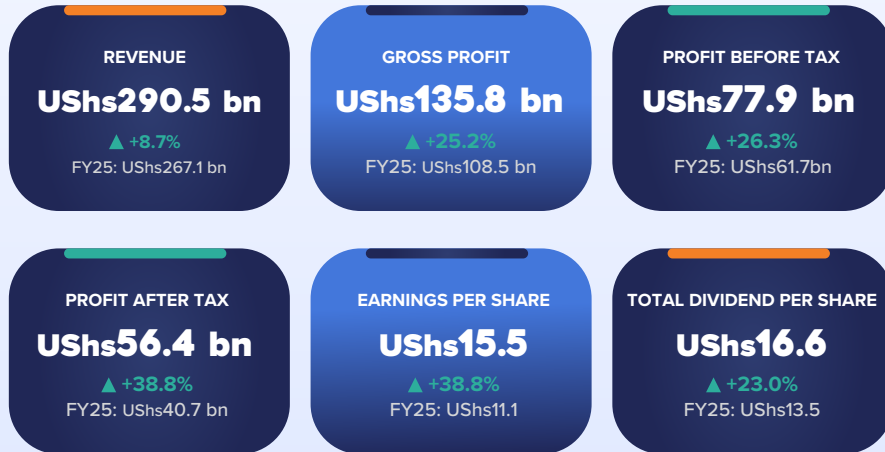 REVENUE
UShs290.5 bn
▲ +8.7%
FY25: UShs267.1 bn
GROSS PROFIT
UShs135.8 bn
▲ +25.2%
FY25: UShs108.5 bn
PROFIT BEFORE TAX
UShs77.9 bn
▲ +26.3%
FY25: UShs61.7bn
PROFIT AFTER TAX
UShs56.4 bn
▲ +38.8%
FY25: UShs40.7 bn
EARNINGS PER SHARE
UShs15.5
▲ +38.8%
FY25: UShs11.1
TOTAL DIVIDEND PER SHARE
UShs16.6
▲ +23.0%
FY25: UShs13.5